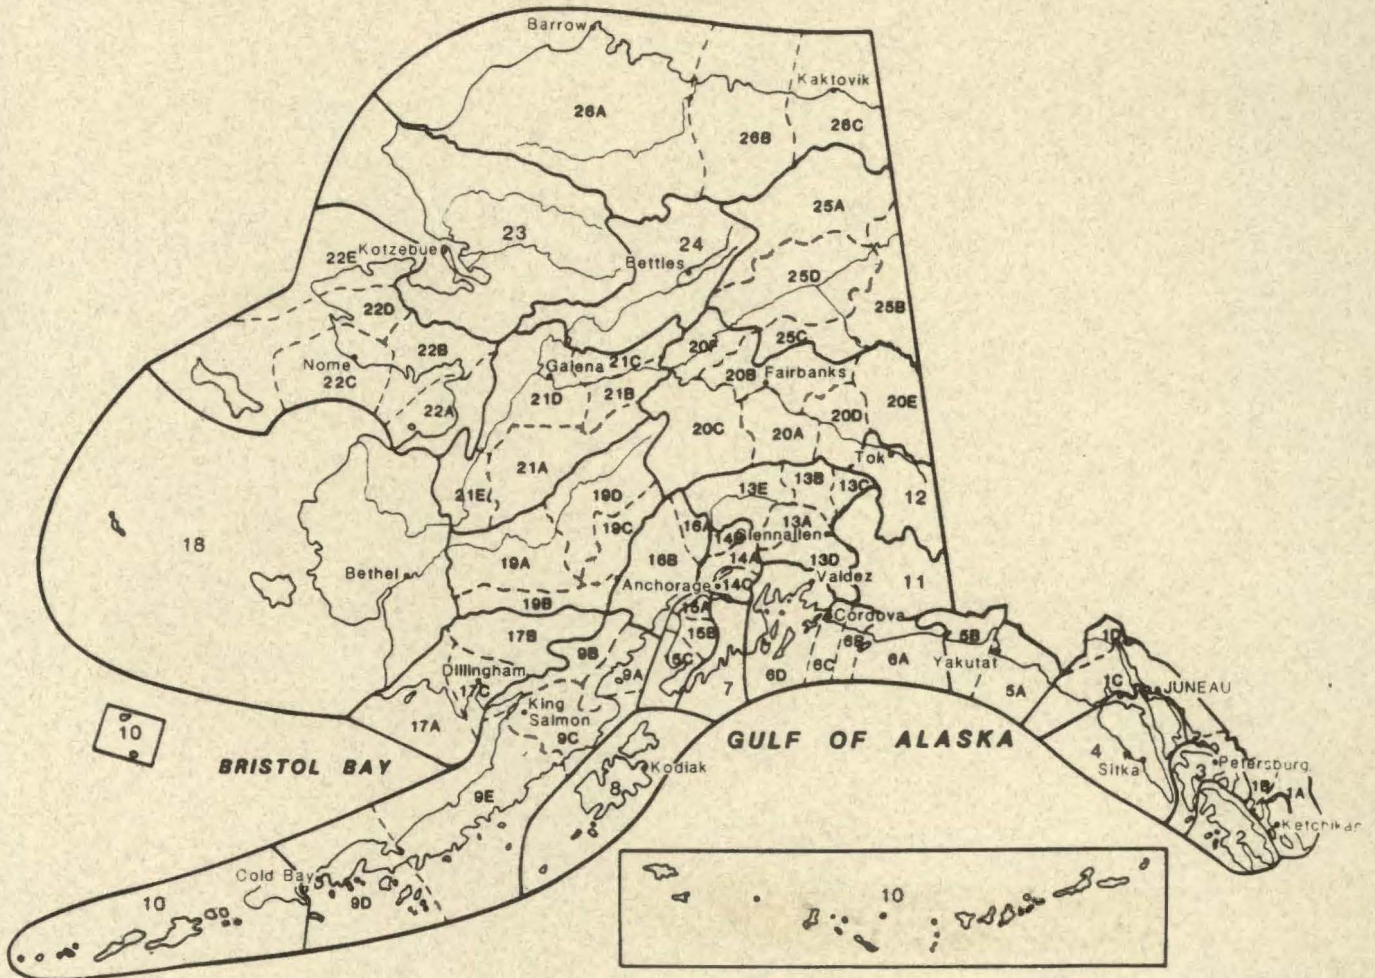 Barrow
Kaktovik
26A
26B
26C
25A
23
24
Kotzebue
22E
Bettles
25D
22D
25B
22B
25C
20F
Nome
22C
Galena
21C
20B
Fairbanks
21D
21B
22A
20D
20E
20C
20A
21A
Tok
21E
19D
13E
13B
13C
12
19C
16A
13A
18
14B
Glennallen
16B
19A
14A
13D
11
Bethel
Anchorage
14C
Valdez
19B
15A
Cordova
17B
15B
6B
5B
1D
9B
6A
Yakutat
Dillingham
9A
6C
17C
7
6D
5A
1C
JUNEAU
King
Salmon
17A
9C
10
GULF OF ALASKA
BRISTOL BAY
4
Sitka
3
Petersburg
Kodiak
8
9E
1B
1A
Ketchikan
2
Cold Bay
9D
10
10